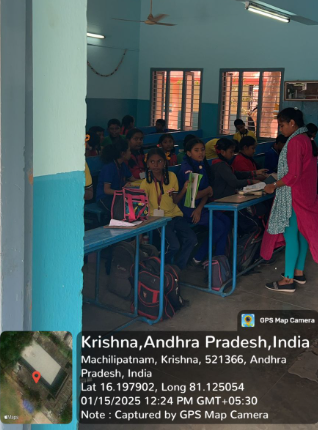 GPS Map Camera
Krishna,Andhra Pradesh,India
Machilipatnam, Krishna, 521366, Andhra
Pradesh, India
Lat 16.197902, Long 81.125054
01/15/2025 12:24 PM GMT+05:30
Note : Captured by GPS Map Camera